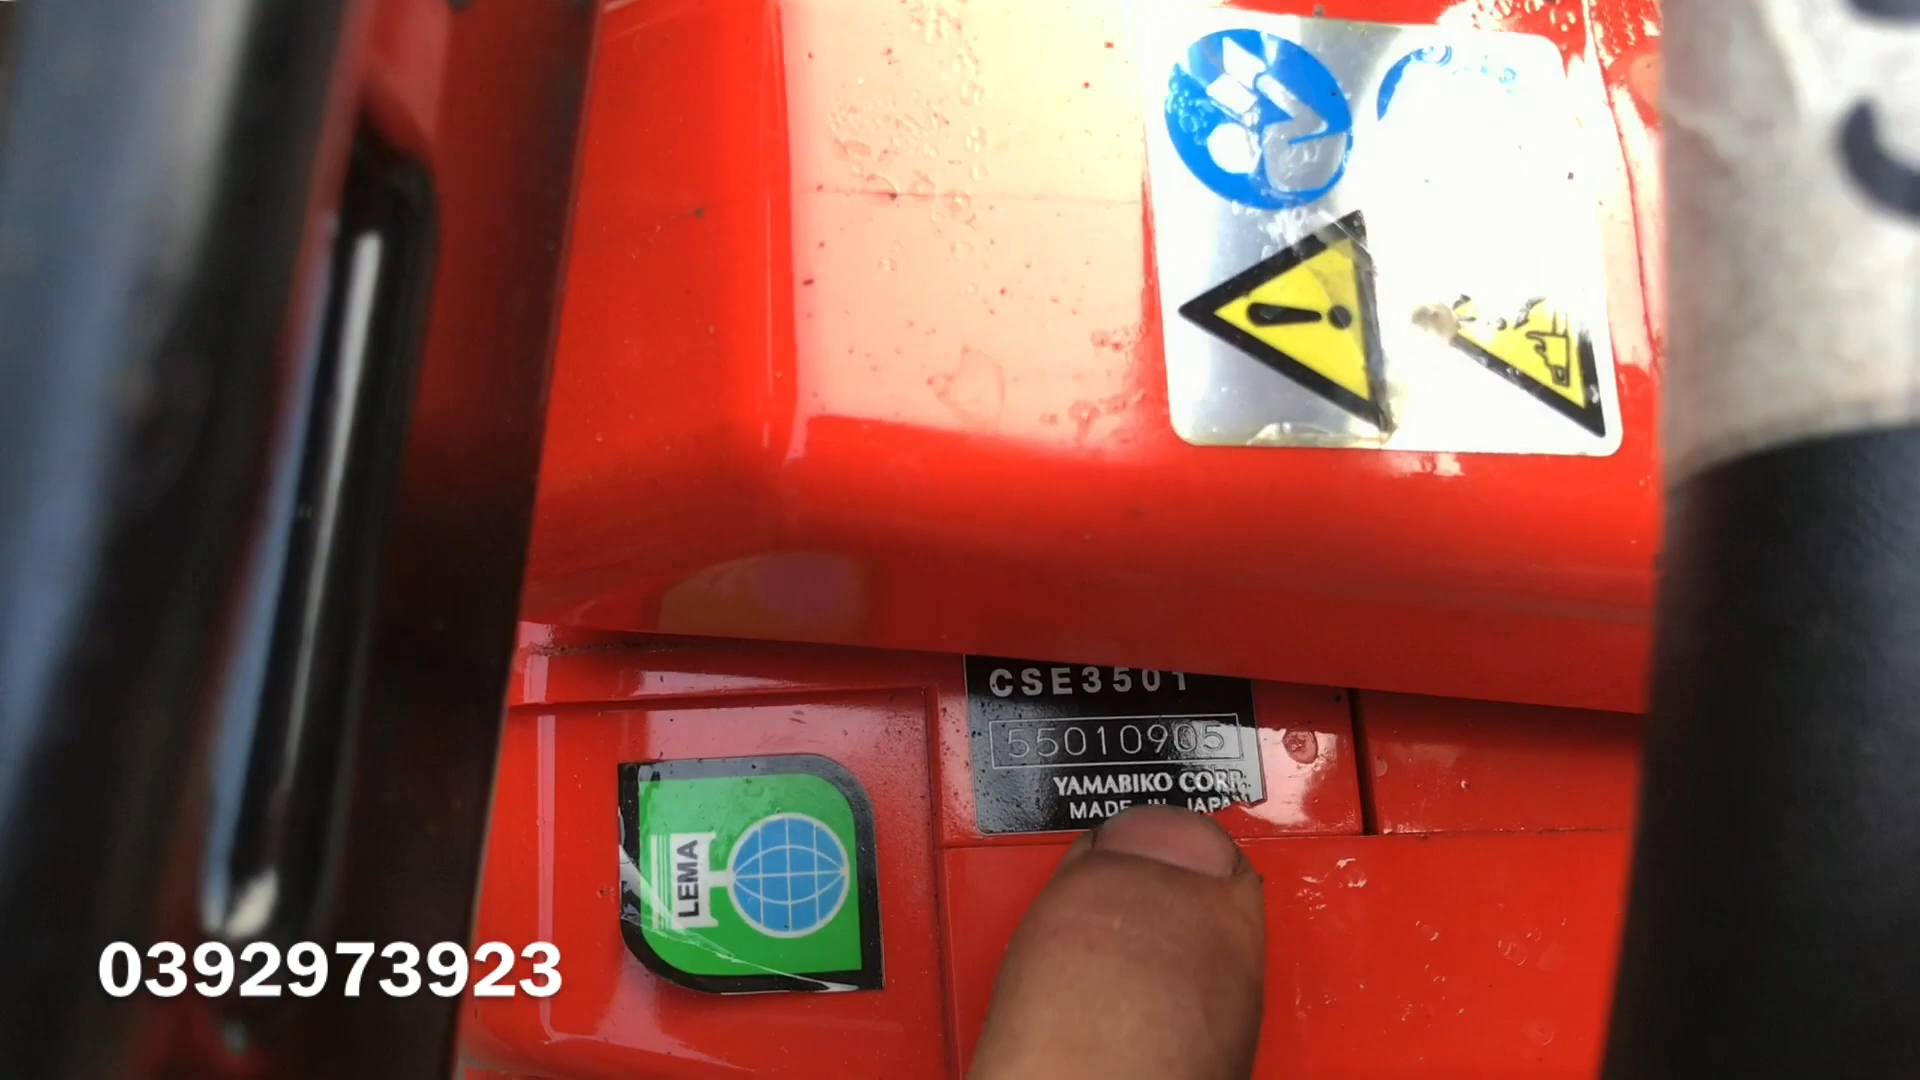 CSE3501
55010905
YAMABIKO CORP.
MADE IN JAPAN
LEMA
0392973923